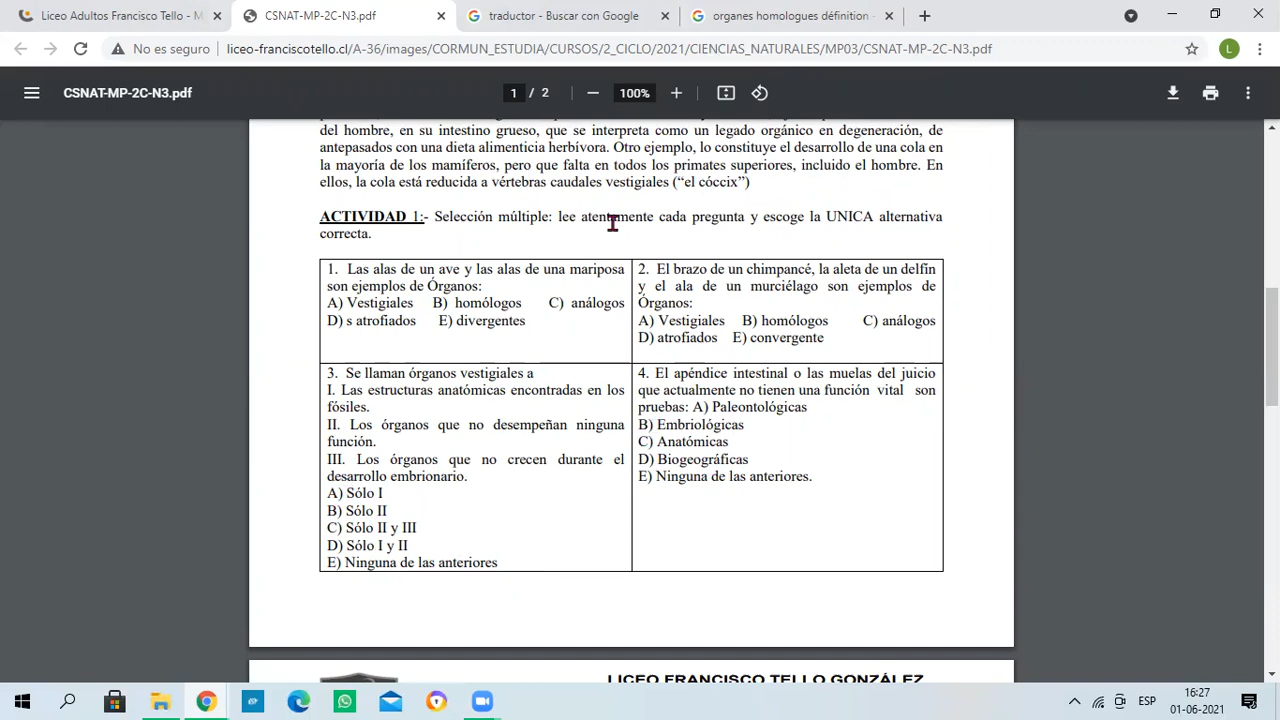 Liceo Adultos Francisco Tello - M
CSNAT-MP-2C-N3.pdf
traductor - Buscar con Google
organes homologues définition -
No es seguro
liceo-franciscotello.cl/A-36/images/CORMUN_ESTUDIA/CURSOS/2_CICLO/2021/CIENCIAS_NATURALES/MP03/CSNAT-MP-2C-N3.pdf
L
CSNAT-MP-2C-N3.pdf
1 / 2
100%
del hombre, en su intestino grueso, que se interpreta como un legado orgánico en degeneración, de
antepasados con una dieta alimenticia herbívora. Otro ejemplo, lo constituye el desarrollo de una cola en
la mayoría de los mamíferos, pero que falta en todos los primates superiores, incluido el hombre. En
ellos, la cola está reducida a vértebras caudales vestigiales (“el cóccix”)
ACTIVIDAD 1:- Selección múltiple: lee atentamente cada pregunta y escoge la UNICA alternativa
correcta.
1. Las alas de un ave y las alas de una mariposa
son ejemplos de Órganos:
A) Vestigiales B) homólogos C) análogos
D) s atrofiados E) divergentes
2. El brazo de un chimpancé, la aleta de un delfín
y el ala de un murciélago son ejemplos de
Órganos:
A) Vestigiales B) homólogos C) análogos
D) atrofiados E) convergente
3. Se llaman órganos vestigiales a
I. Las estructuras anatómicas encontradas en los
fósiles.
II. Los órganos que no desempeñan ninguna
función.
III. Los órganos que no crecen durante el
desarrollo embrionario.
A) Sólo I
B) Sólo II
C) Sólo II y III
D) Sólo I y II
E) Ninguna de las anteriores
4. El apéndice intestinal o las muelas del juicio
que actualmente no tienen una función vital son
pruebas: A) Paleontológicas
B) Embriológicas
C) Anatómicas
D) Biogeográficas
E) Ninguna de las anteriores.
LICEO FRANCISCO TELLO GONZÁLEZ
ESP
16:27
01-06-2021